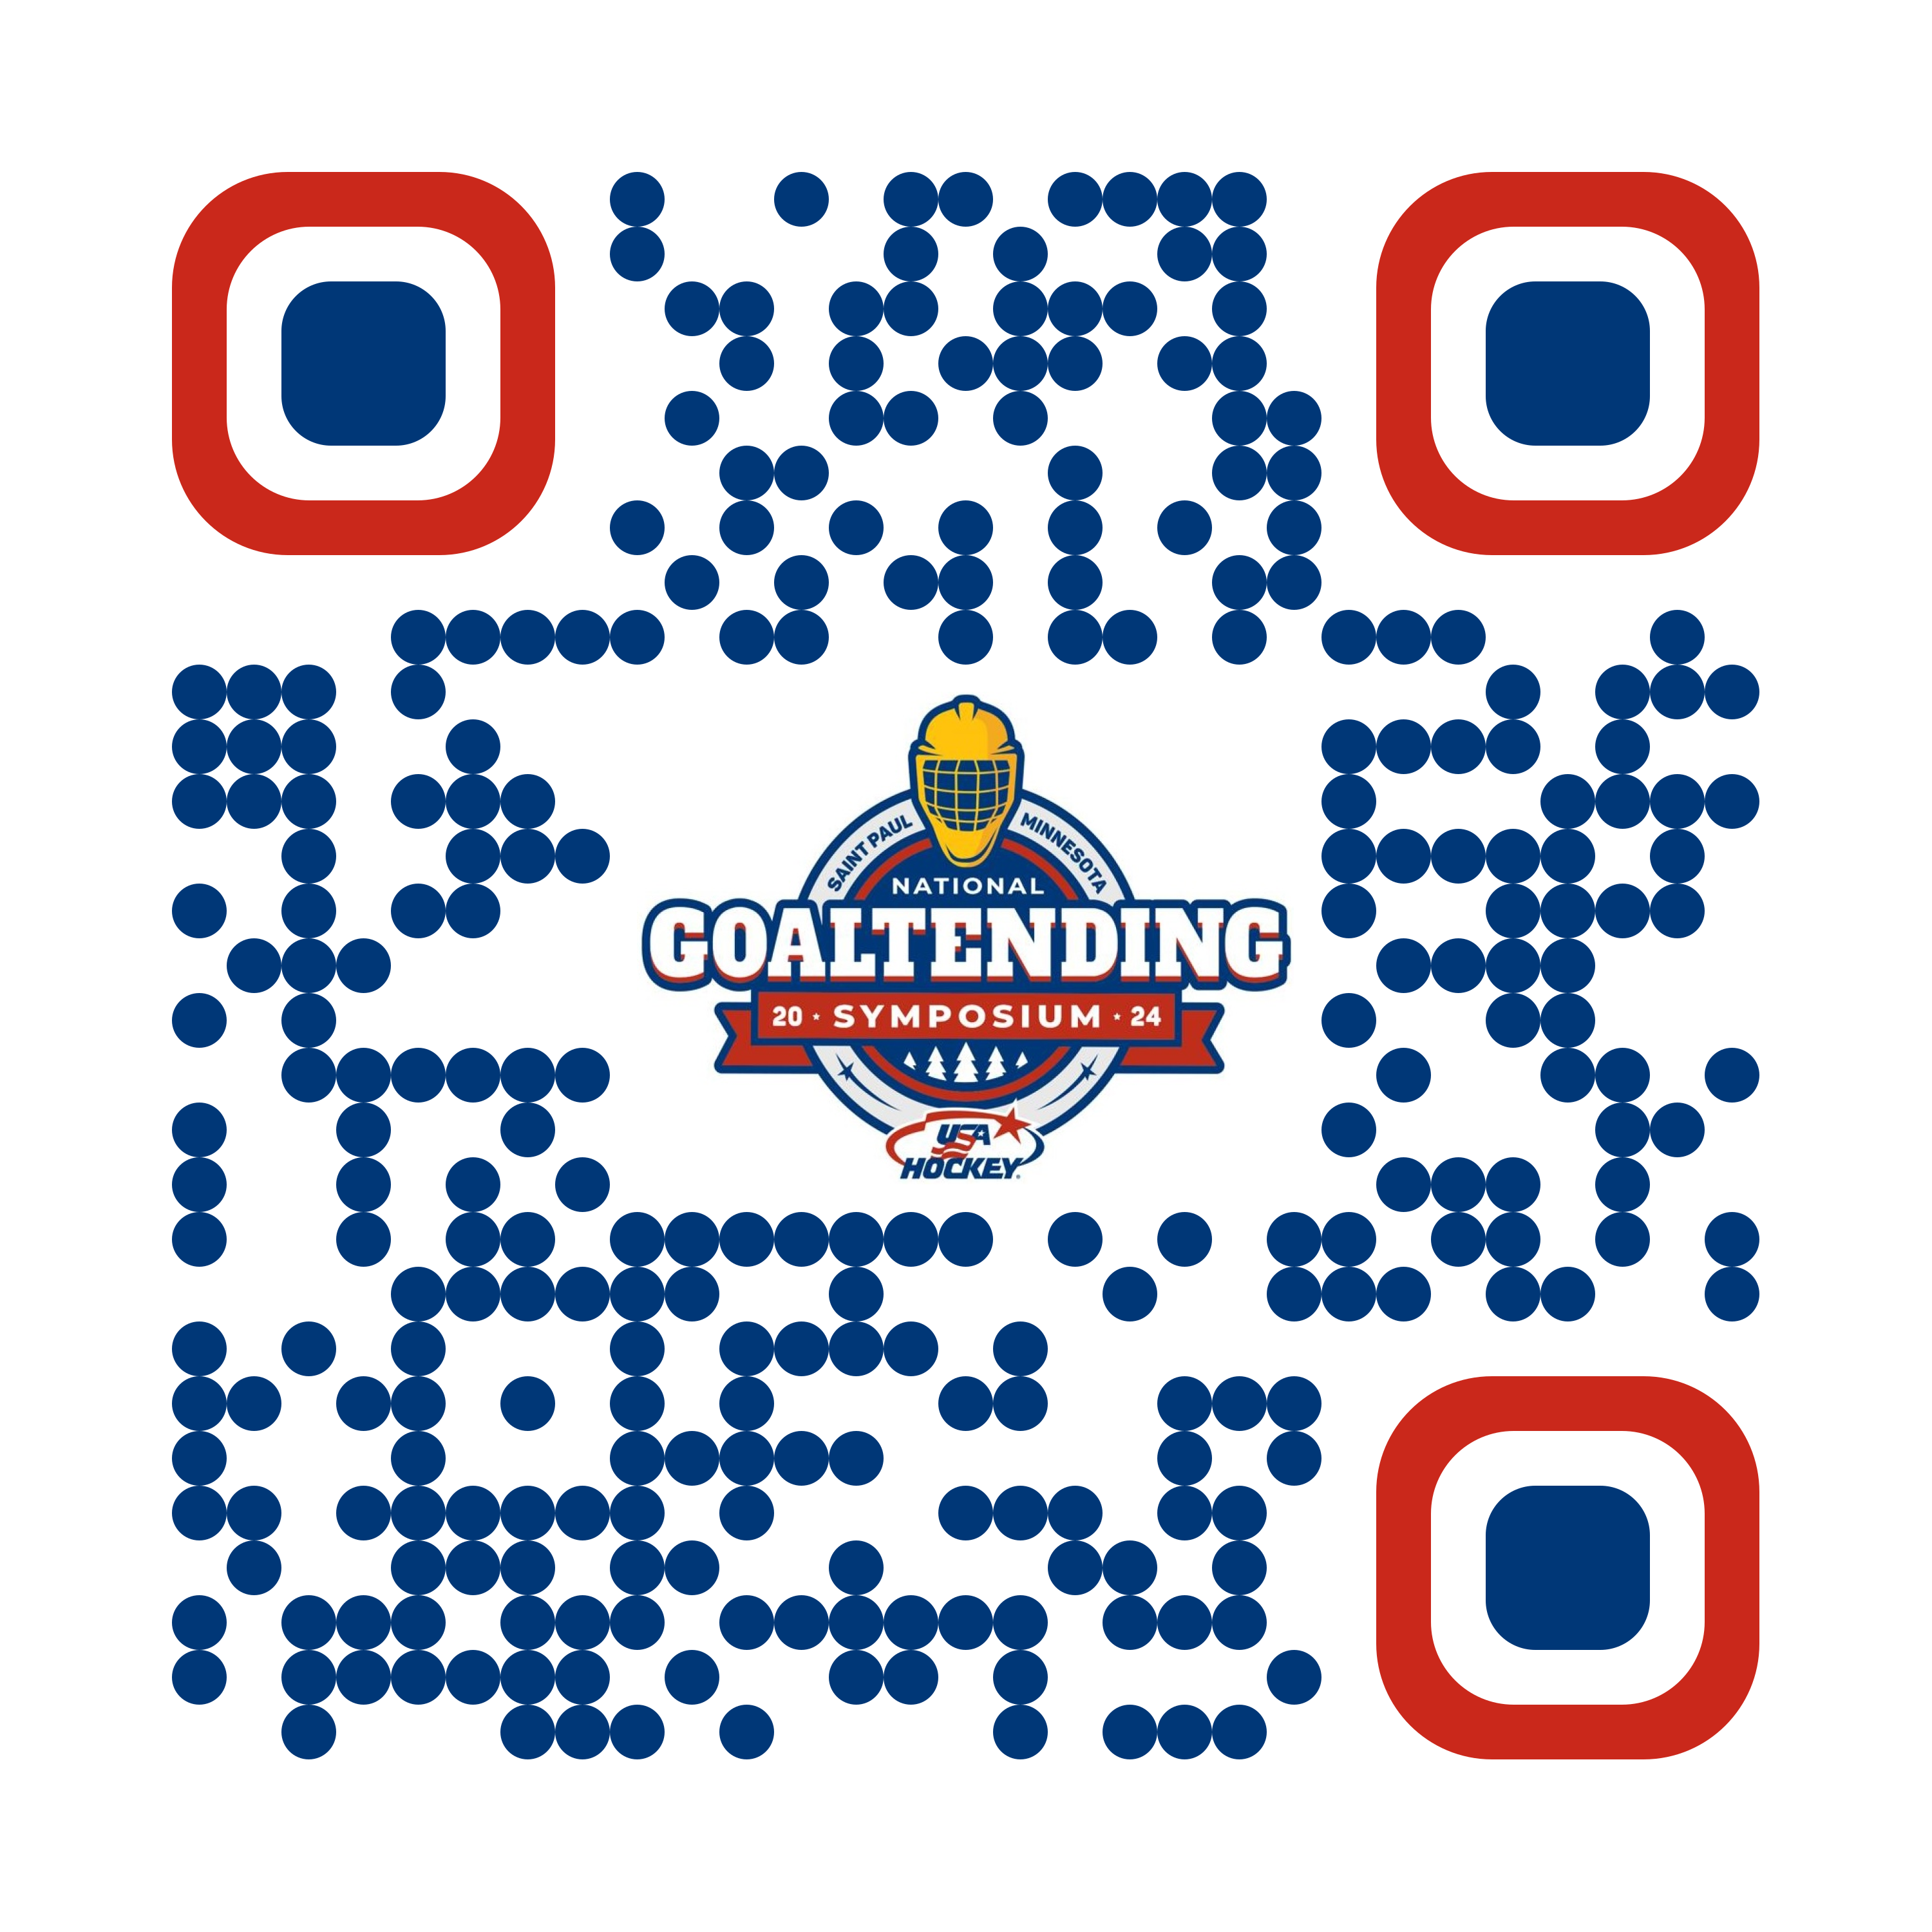 SAINT PAUL MINNESOTA
NATIONAL
GOALTENDING
20 SYMPOSIUM 24
USA
HOCKEY